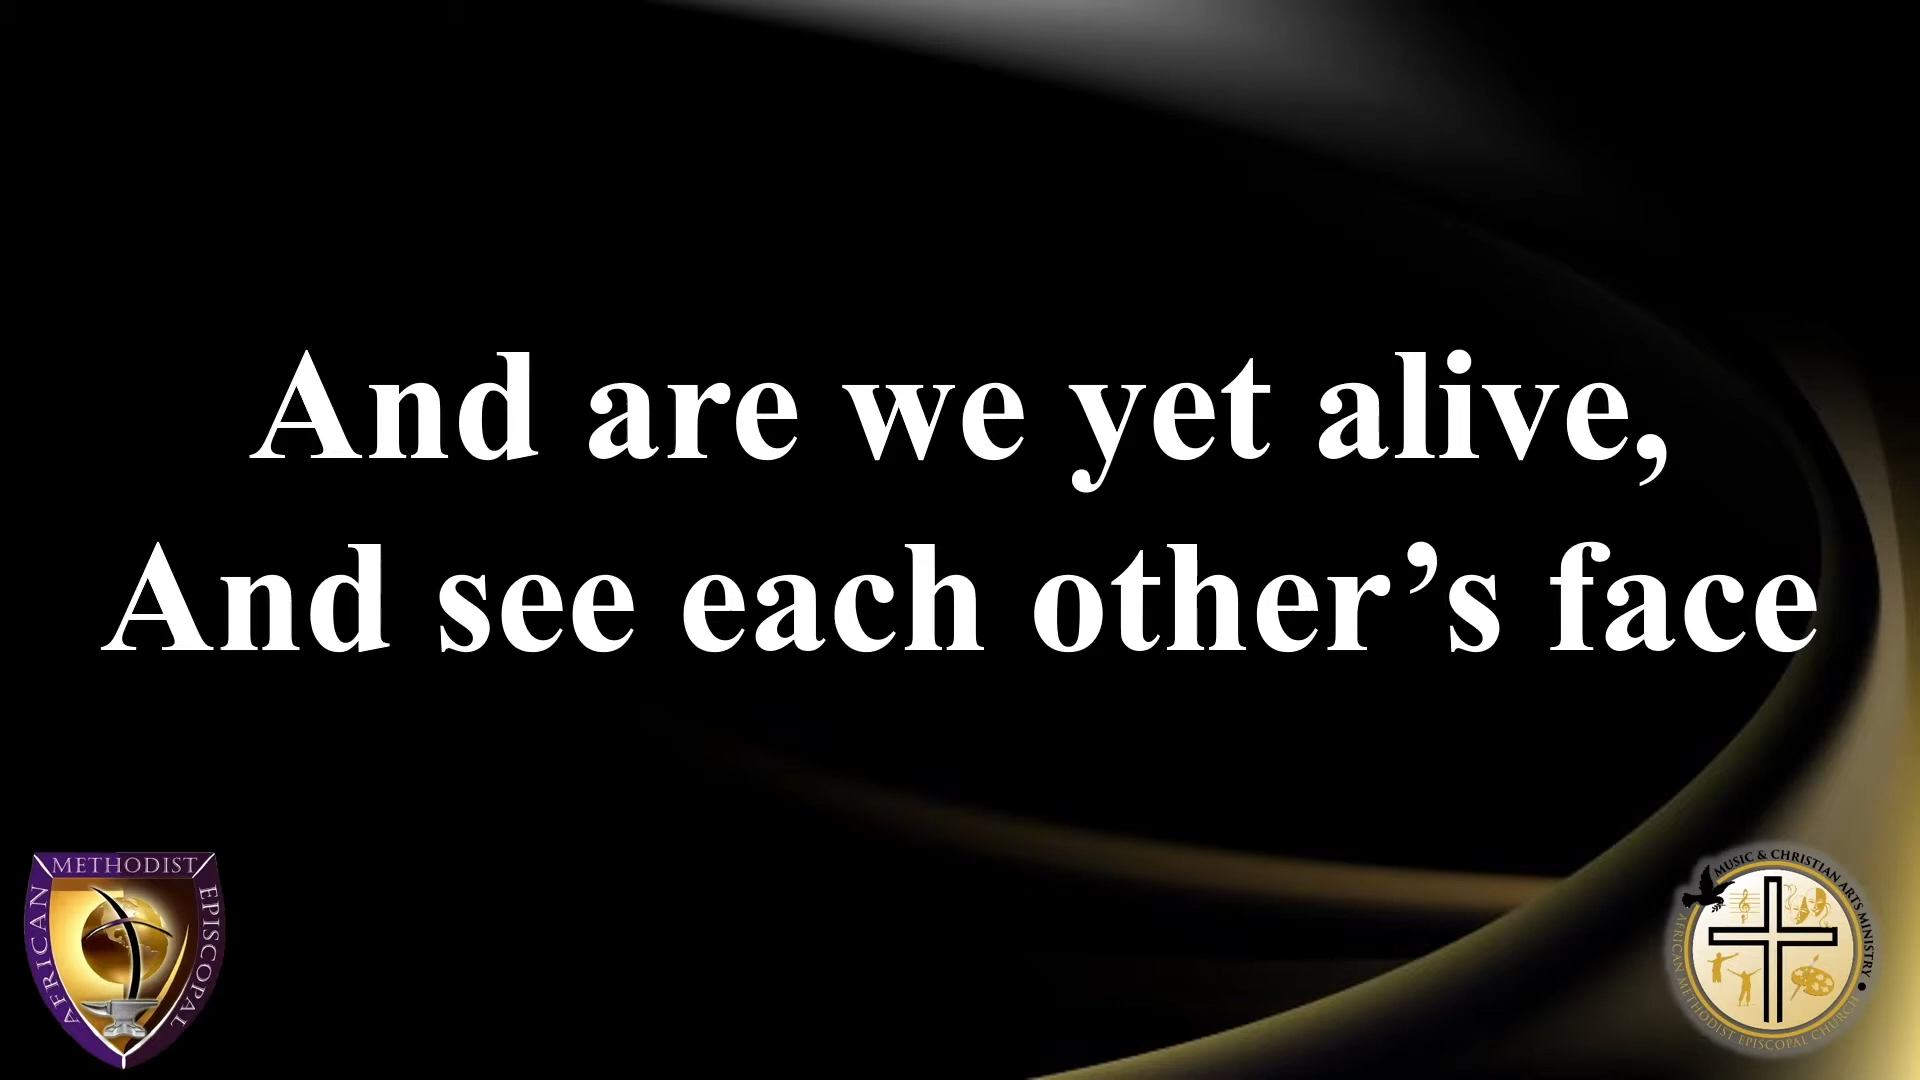 And are we yet alive,
And see each other’s face
AFRICAN METHODIST EPISCOPAL
MUSIC & CHRISTIAN ARTS MINISTRY •
AFRICAN METHODIST EPISCOPAL CHURCH